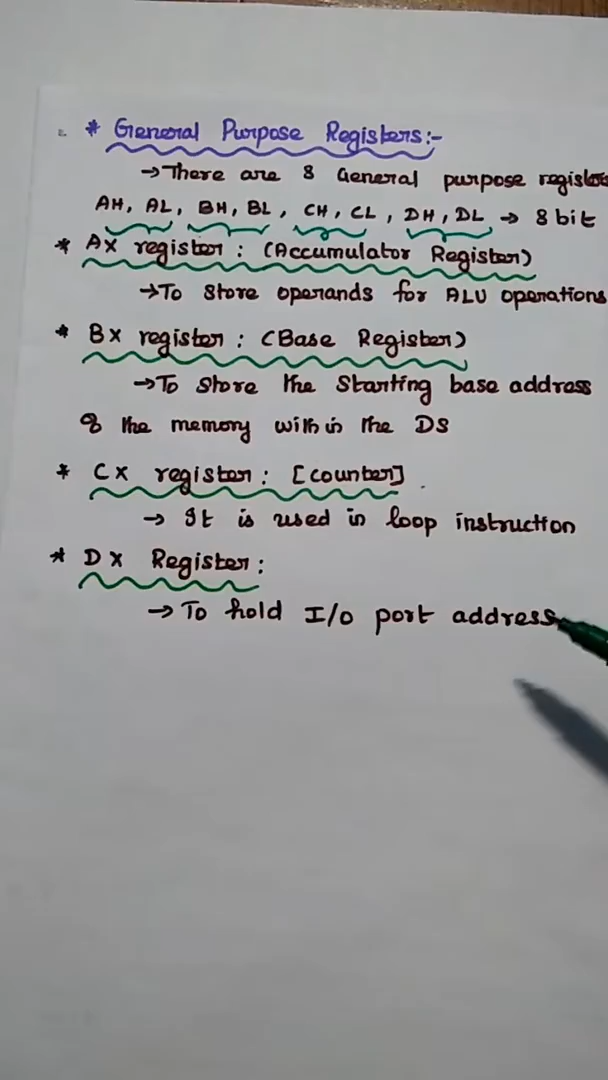 * General Purpose Registers:-
→There are 8 General purpose registers
AH, AL, BH, BL, CH, CL, DH, DL → 8 bit
* AX register : (Accumulator Register)
→To store operands for ALU operations
* BX register : (Base Register)
→To store the starting base address
of the memory with in the DS
* CX register : [counter]
→ It is used in loop instruction
* DX Register :
→ To hold I/O port address